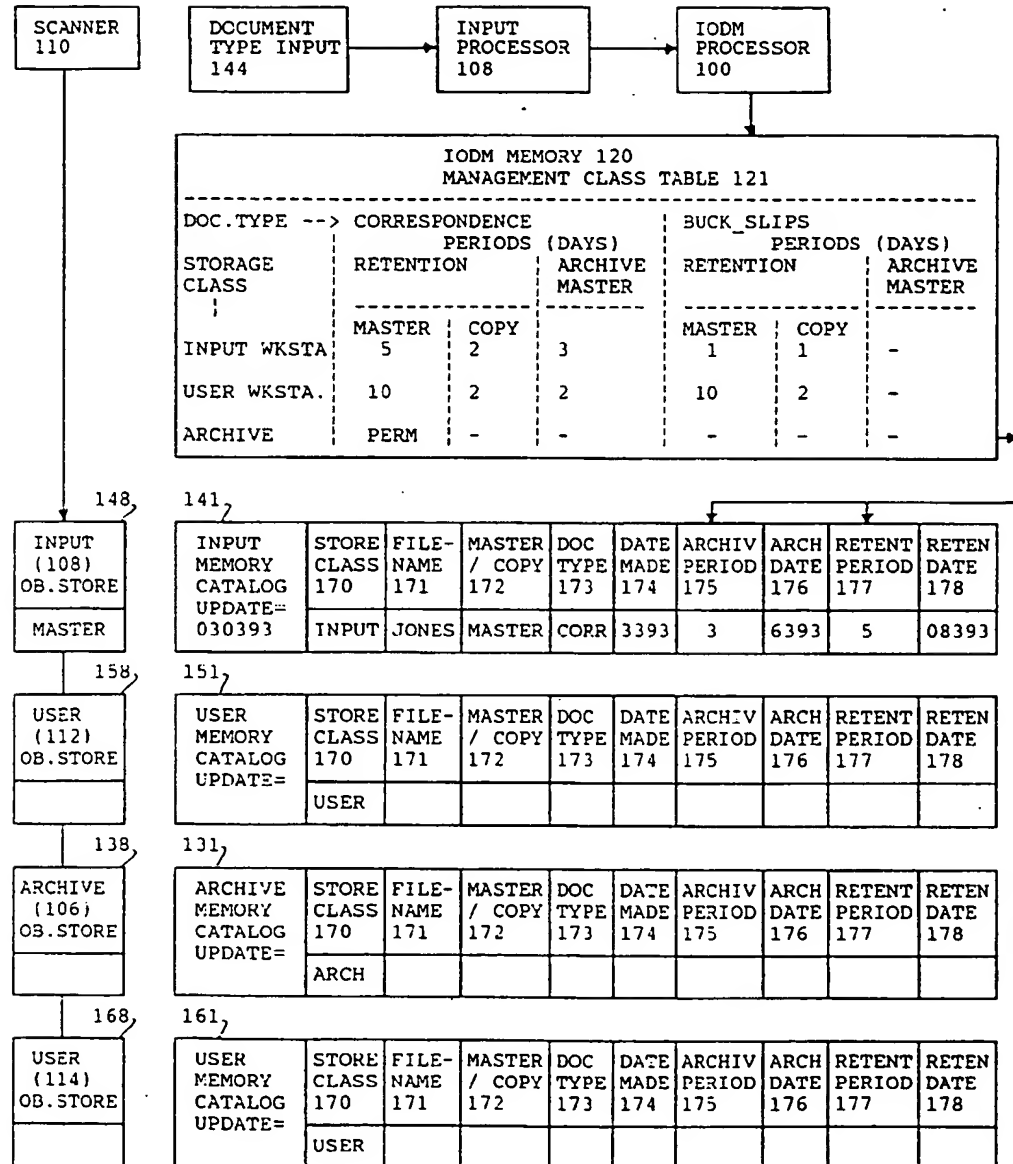 SCANNER
110
DOCUMENT
TYPE INPUT
144
INPUT
PROCESSOR
108
IODM
PROCESSOR
100
IODM MEMORY 120
MANAGEMENT CLASS TABLE 121
DOC.TYPE --> CORRESPONDENCE BUCK_SLIPS
PERIODS (DAYS) PERIODS (DAYS)
STORAGE RETENTION ARCHIVE RETENTION ARCHIVE
CLASS MASTER MASTER
MASTER COPY MASTER COPY
INPUT WKSTA 5 2 3 1 1 -
USER WKSTA. 10 2 2 10 2 -
ARCHIVE PERM - - - - -
148 141
INPUT
(108)
OB.STORE
MASTER
INPUT STORE FILE- MASTER DOC DATE ARCHIV ARCH RETENT RETEN
MEMORY CLASS NAME / COPY TYPE MADE PERIOD DATE PERIOD DATE
CATALOG 170 171 172 173 174 175 176 177 178
UPDATE=
030393 INPUT JONES MASTER CORR 3393 3 6393 5 08393
158 151
USER
(112)
OB.STORE
USER STORE FILE- MASTER DOC DATE ARCHIV ARCH RETENT RETEN
MEMORY CLASS NAME / COPY TYPE MADE PERIOD DATE PERIOD DATE
CATALOG 170 171 172 173 174 175 176 177 178
UPDATE=
USER
138 131
ARCHIVE
(106)
OB.STORE
ARCHIVE STORE FILE- MASTER DOC DATE ARCHIV ARCH RETENT RETEN
MEMORY CLASS NAME / COPY TYPE MADE PERIOD DATE PERIOD DATE
CATALOG 170 171 172 173 174 175 176 177 178
UPDATE=
ARCH
168 161
USER
(114)
OB.STORE
USER STORE FILE- MASTER DOC DATE ARCHIV ARCH RETENT RETEN
MEMORY CLASS NAME / COPY TYPE MADE PERIOD DATE PERIOD DATE
CATALOG 170 171 172 173 174 175 176 177 178
UPDATE=
USER